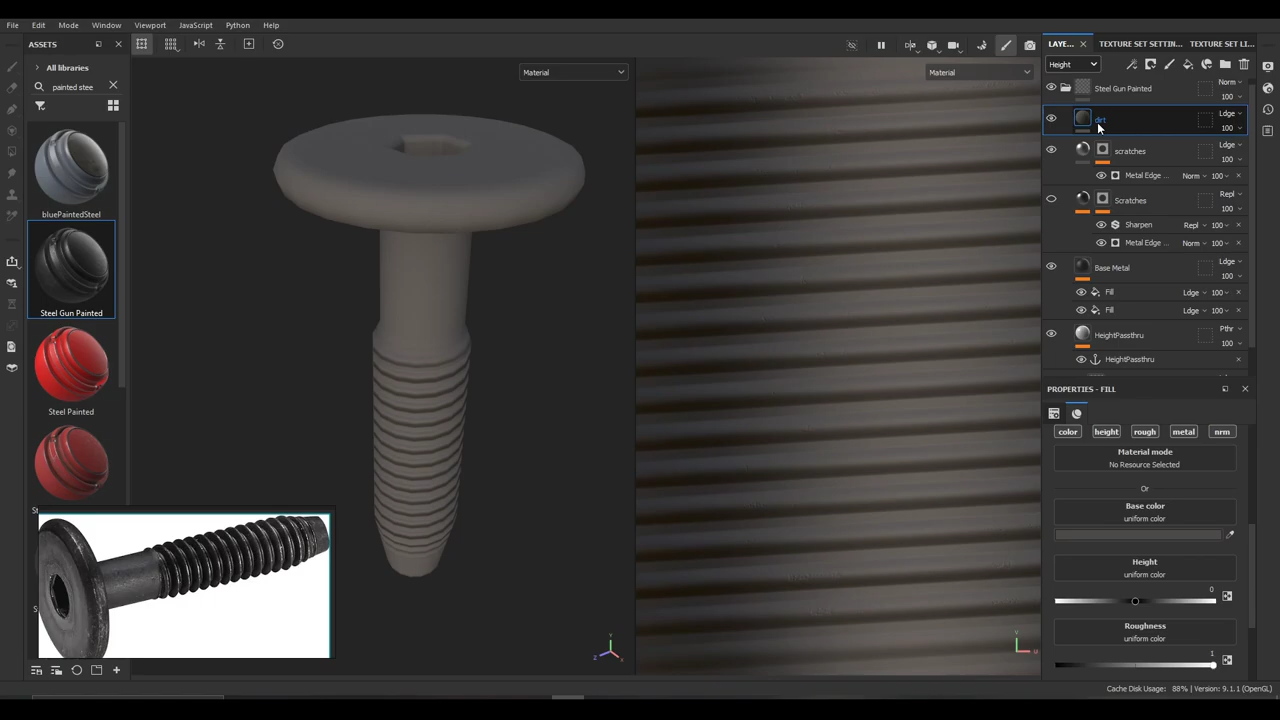 File Edit Mode Window Viewport JavaScript Python Help
ASSETS
All libraries
painted stee
bluePaintedSteel
Steel Gun Painted
Steel Painted
Material
Material
LAYE... TEXTURE SET SETTIN... TEXTURE SET LI...
Height
Steel Gun Painted Norm 100
dirt Ldge 100
scratches Ldge 100
Metal Edge ... Norm 100
Scratches Repl 100
Sharpen Repl 100
Metal Edge ... Norm 100
Base Metal Ldge 100
Fill Ldge 100
Fill Ldge 100
HeightPassthru Pthr 100
HeightPassthru
PROPERTIES - FILL
color height rough metal nrm
Material mode
No Resource Selected
Or
Base color
uniform color
Height
uniform color
0
Roughness
uniform color
1
Y
Z X
V
U
Cache Disk Usage: 88% | Version: 9.1.1 (OpenGL)